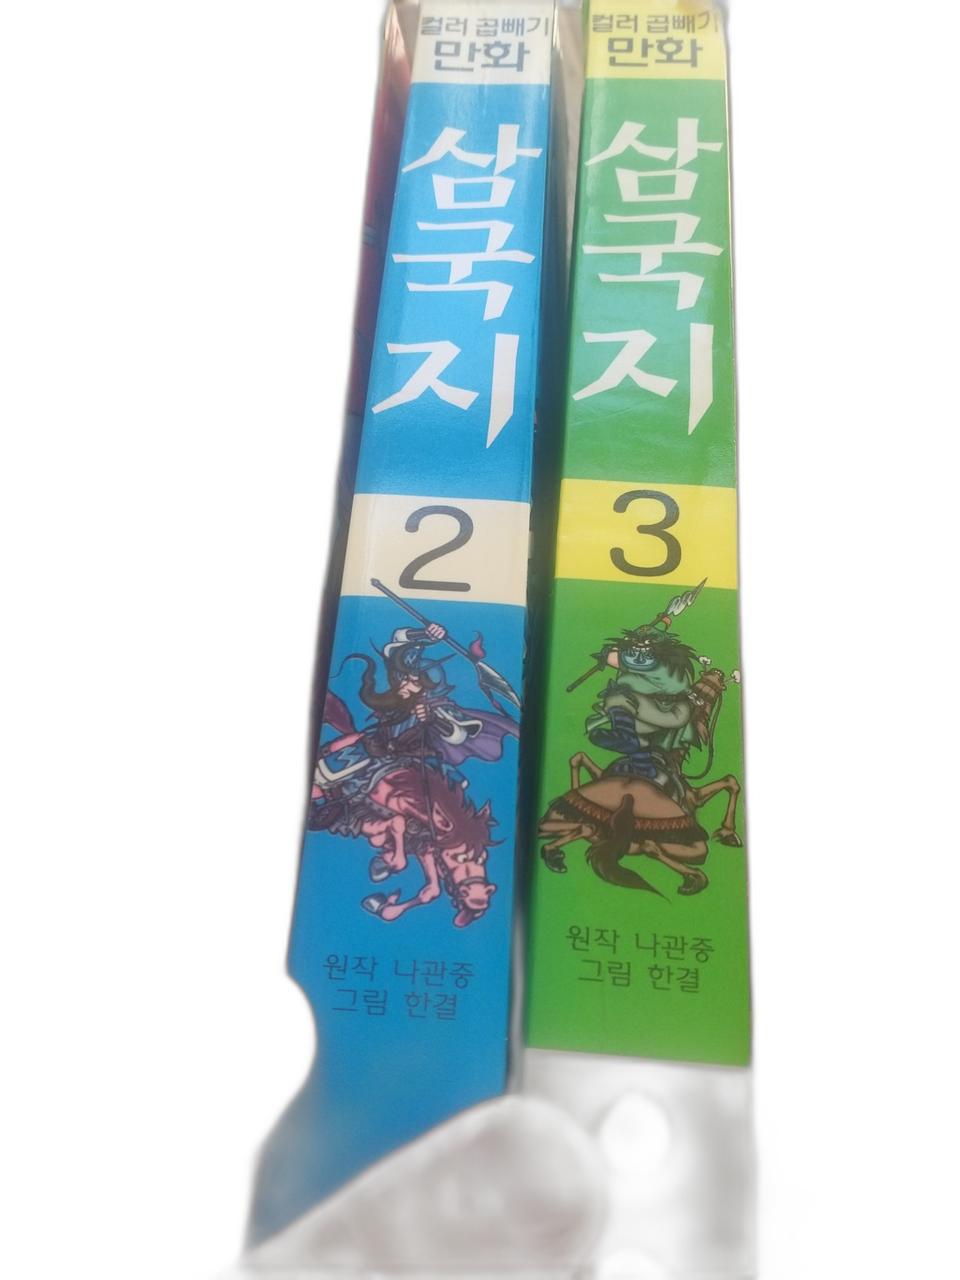 컬러 곱빼기
만화
삼국지
2
원작 나관중
그림 한결
컬러 곱빼기
만화
삼국지
3
원작 나관중
그림 한결